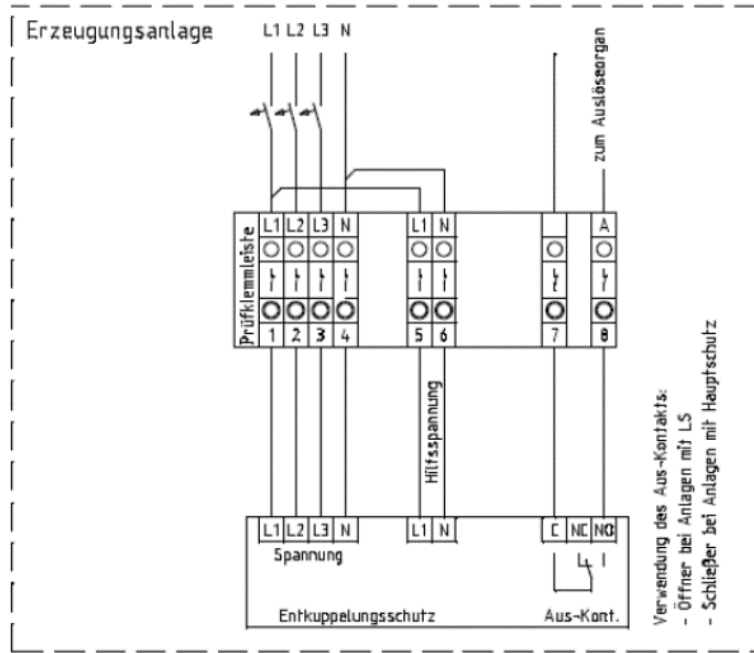 Erzeugungsanlage
L1 L2 L3 N
zum Auslöseorgan
Prüfklemmleiste
L1 L2 L3 N L1 N A
1 2 3 4 5 6 7 8
Hilfsspannung
L1 L2 L3 N L1 N C NC NO
Spannung
Entkuppelungsschutz Aus-Kont.
Verwendung des Aus-Kontakts:
- Öffner bei Anlagen mit LS
- Schließer bei Anlagen mit Hauptschutz